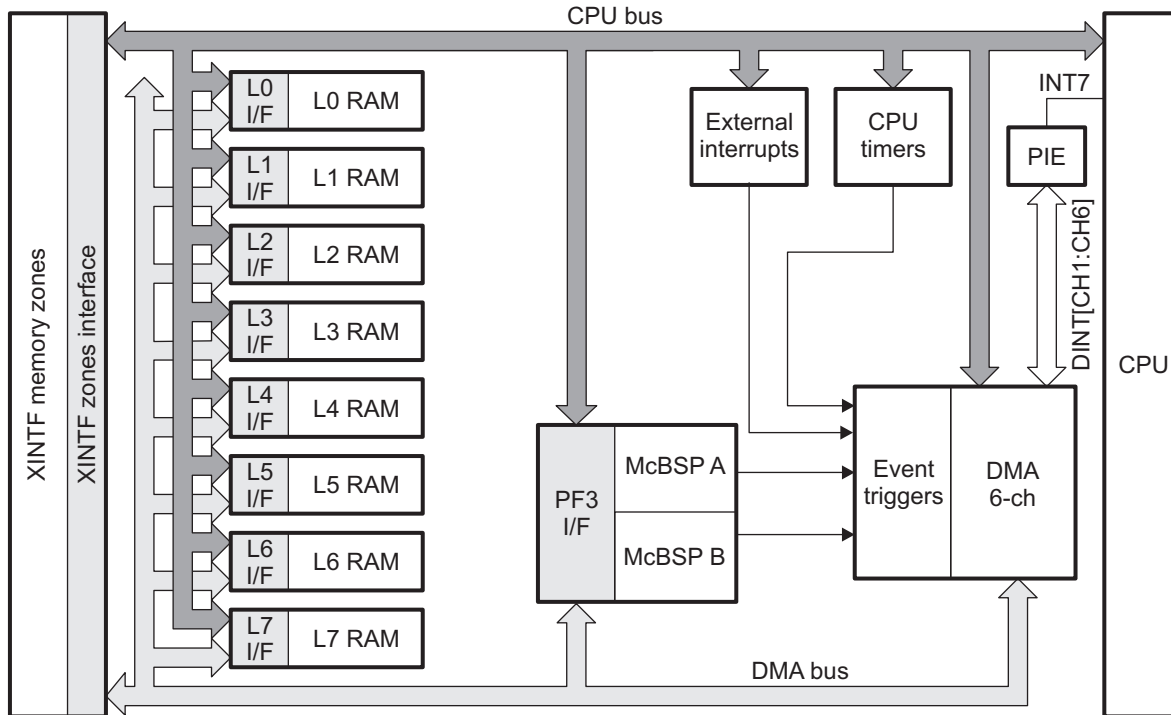 CPU bus
XINTF memory zones
XINTF zones interface
L0
I/F
L0 RAM
L1
I/F
L1 RAM
L2
I/F
L2 RAM
L3
I/F
L3 RAM
L4
I/F
L4 RAM
L5
I/F
L5 RAM
L6
I/F
L6 RAM
L7
I/F
L7 RAM
External
interrupts
CPU
timers
INT7
PIE
DINT[CH1:CH6]
CPU
PF3
I/F
McBSP A
McBSP B
Event
triggers
DMA
6-ch
DMA bus